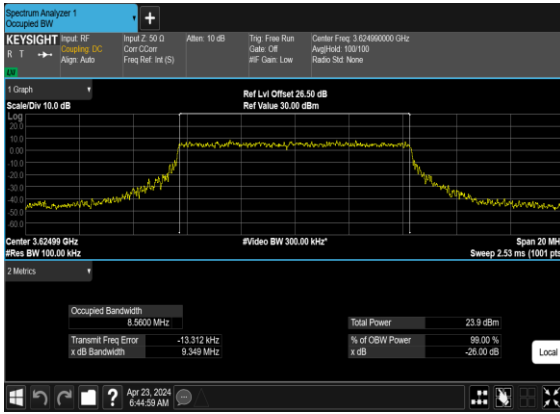 Spectrum Analyzer 1
Occupied BW
KEYSIGHT Input: RF Input Z: 50 Ω Atten: 10 dB Trig: Free Run Center Freq: 3.624990000 GHz
R T Coupling: DC Corr CCorr Gate: Off Avg|Hold: 100/100
Align: Auto Freq Ref: Int (S) #IF Gain: Low Radio Std: None
LW
1 Graph
Ref Lvl Offset 26.50 dB
Scale/Div 10.0 dB Ref Value 30.00 dBm
Log
20.0
10.0
0.00
-10.0
-20.0
-30.0
-40.0
-50.0
-60.0
Center 3.62499 GHz #Video BW 300.00 kHz* Span 20 MH
#Res BW 100.00 kHz Sweep 2.53 ms (1001 pts
2 Metrics
Occupied Bandwidth
8.5600 MHz Total Power 23.9 dBm
Transmit Freq Error -13.312 kHz % of OBW Power 99.00 %
x dB Bandwidth 9.349 MHz x dB -26.00 dB
Local
Apr 23, 2024
6:44:59 AM